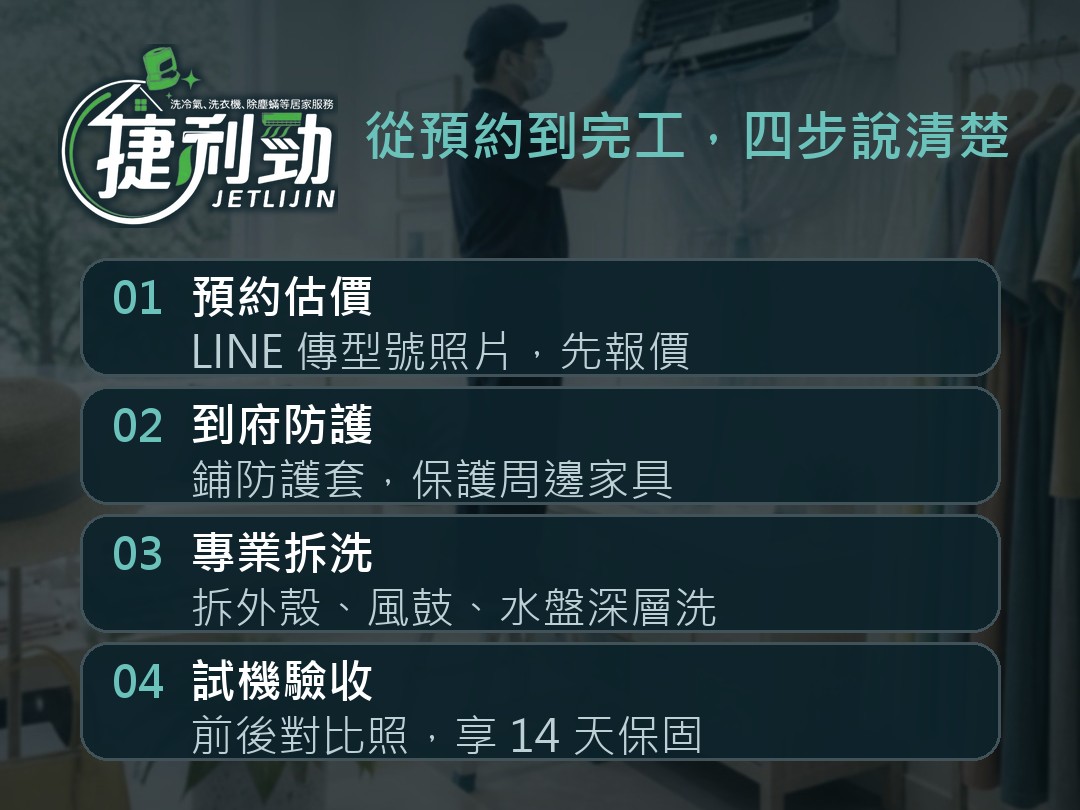 洗冷氣、洗衣機、除塵蟎等居家服務
捷利勁
JETLIJIN
從預約到完工，四步說清楚
01 預約估價
LINE 傳型號照片，先報價
02 到府防護
鋪防護套，保護周邊家具
03 專業拆洗
拆外殼、風鼓、水盤深層洗
04 試機驗收
前後對比照，享 14 天保固